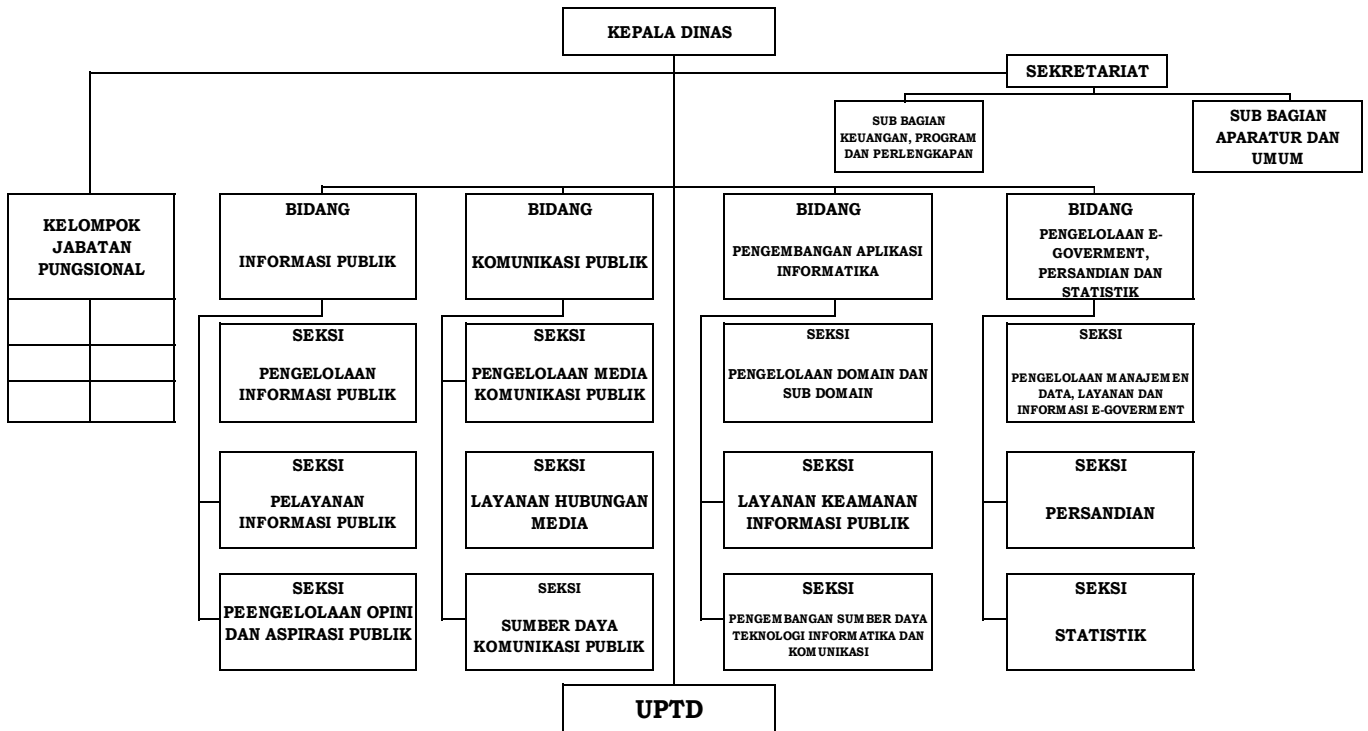 KEPALA DINAS
SEKRETARIAT
SUB BAGIAN
KEUANGAN, PROGRAM
DAN PERLENGKAPAN
SUB BAGIAN
APARATUR DAN
UMUM
KELOMPOK
JABATAN
PUNGSIONAL
BIDANG
INFORMASI PUBLIK
BIDANG
KOMUNIKASI PUBLIK
BIDANG
PENGEMBANGAN APLIKASI
INFORMATIKA
BIDANG
PENGELOLAAN E-
GOVERMENT,
PERSANDIAN DAN
STATISTIK
SEKSI
PENGELOLAAN
INFORMASI PUBLIK
SEKSI
PENGELOLAAN MEDIA
KOMUNIKASI PUBLIK
SEKSI
PENGELOLAAN DOMAIN DAN
SUB DOMAIN
SEKSI
PENGELOLAAN MANAJEMEN
DATA, LAYANAN DAN
INFORMASI E-GOVERMENT
SEKSI
PELAYANAN
INFORMASI PUBLIK
SEKSI
LAYANAN HUBUNGAN
MEDIA
SEKSI
LAYANAN KEAMANAN
INFORMASI PUBLIK
SEKSI
PERSANDIAN
SEKSI
PEENGELOLAAN OPINI
DAN ASPIRASI PUBLIK
SEKSI
SUMBER DAYA
KOMUNIKASI PUBLIK
SEKSI
PENGEMBANGAN SUMBER DAYA
TEKNOLOGI INFORMATIKA DAN
KOMUNIKASI
SEKSI
STATISTIK
UPTD